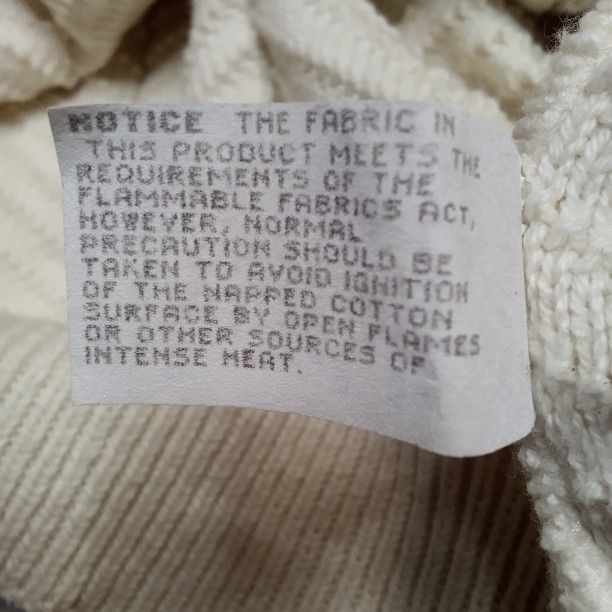 NOTICE THE FABRIC IN
THIS PRODUCT MEETS THE
REQUIREMENTS OF THE
FLAMMABLE FABRICS ACT,
HOWEVER, NORMAL
PRECAUTION SHOULD BE
TAKEN TO AVOID IGNITION
OF THE NAPPED COTTON
SURFACE BY OPEN FLAMES
OR OTHER SOURCES OF
INTENSE HEAT.